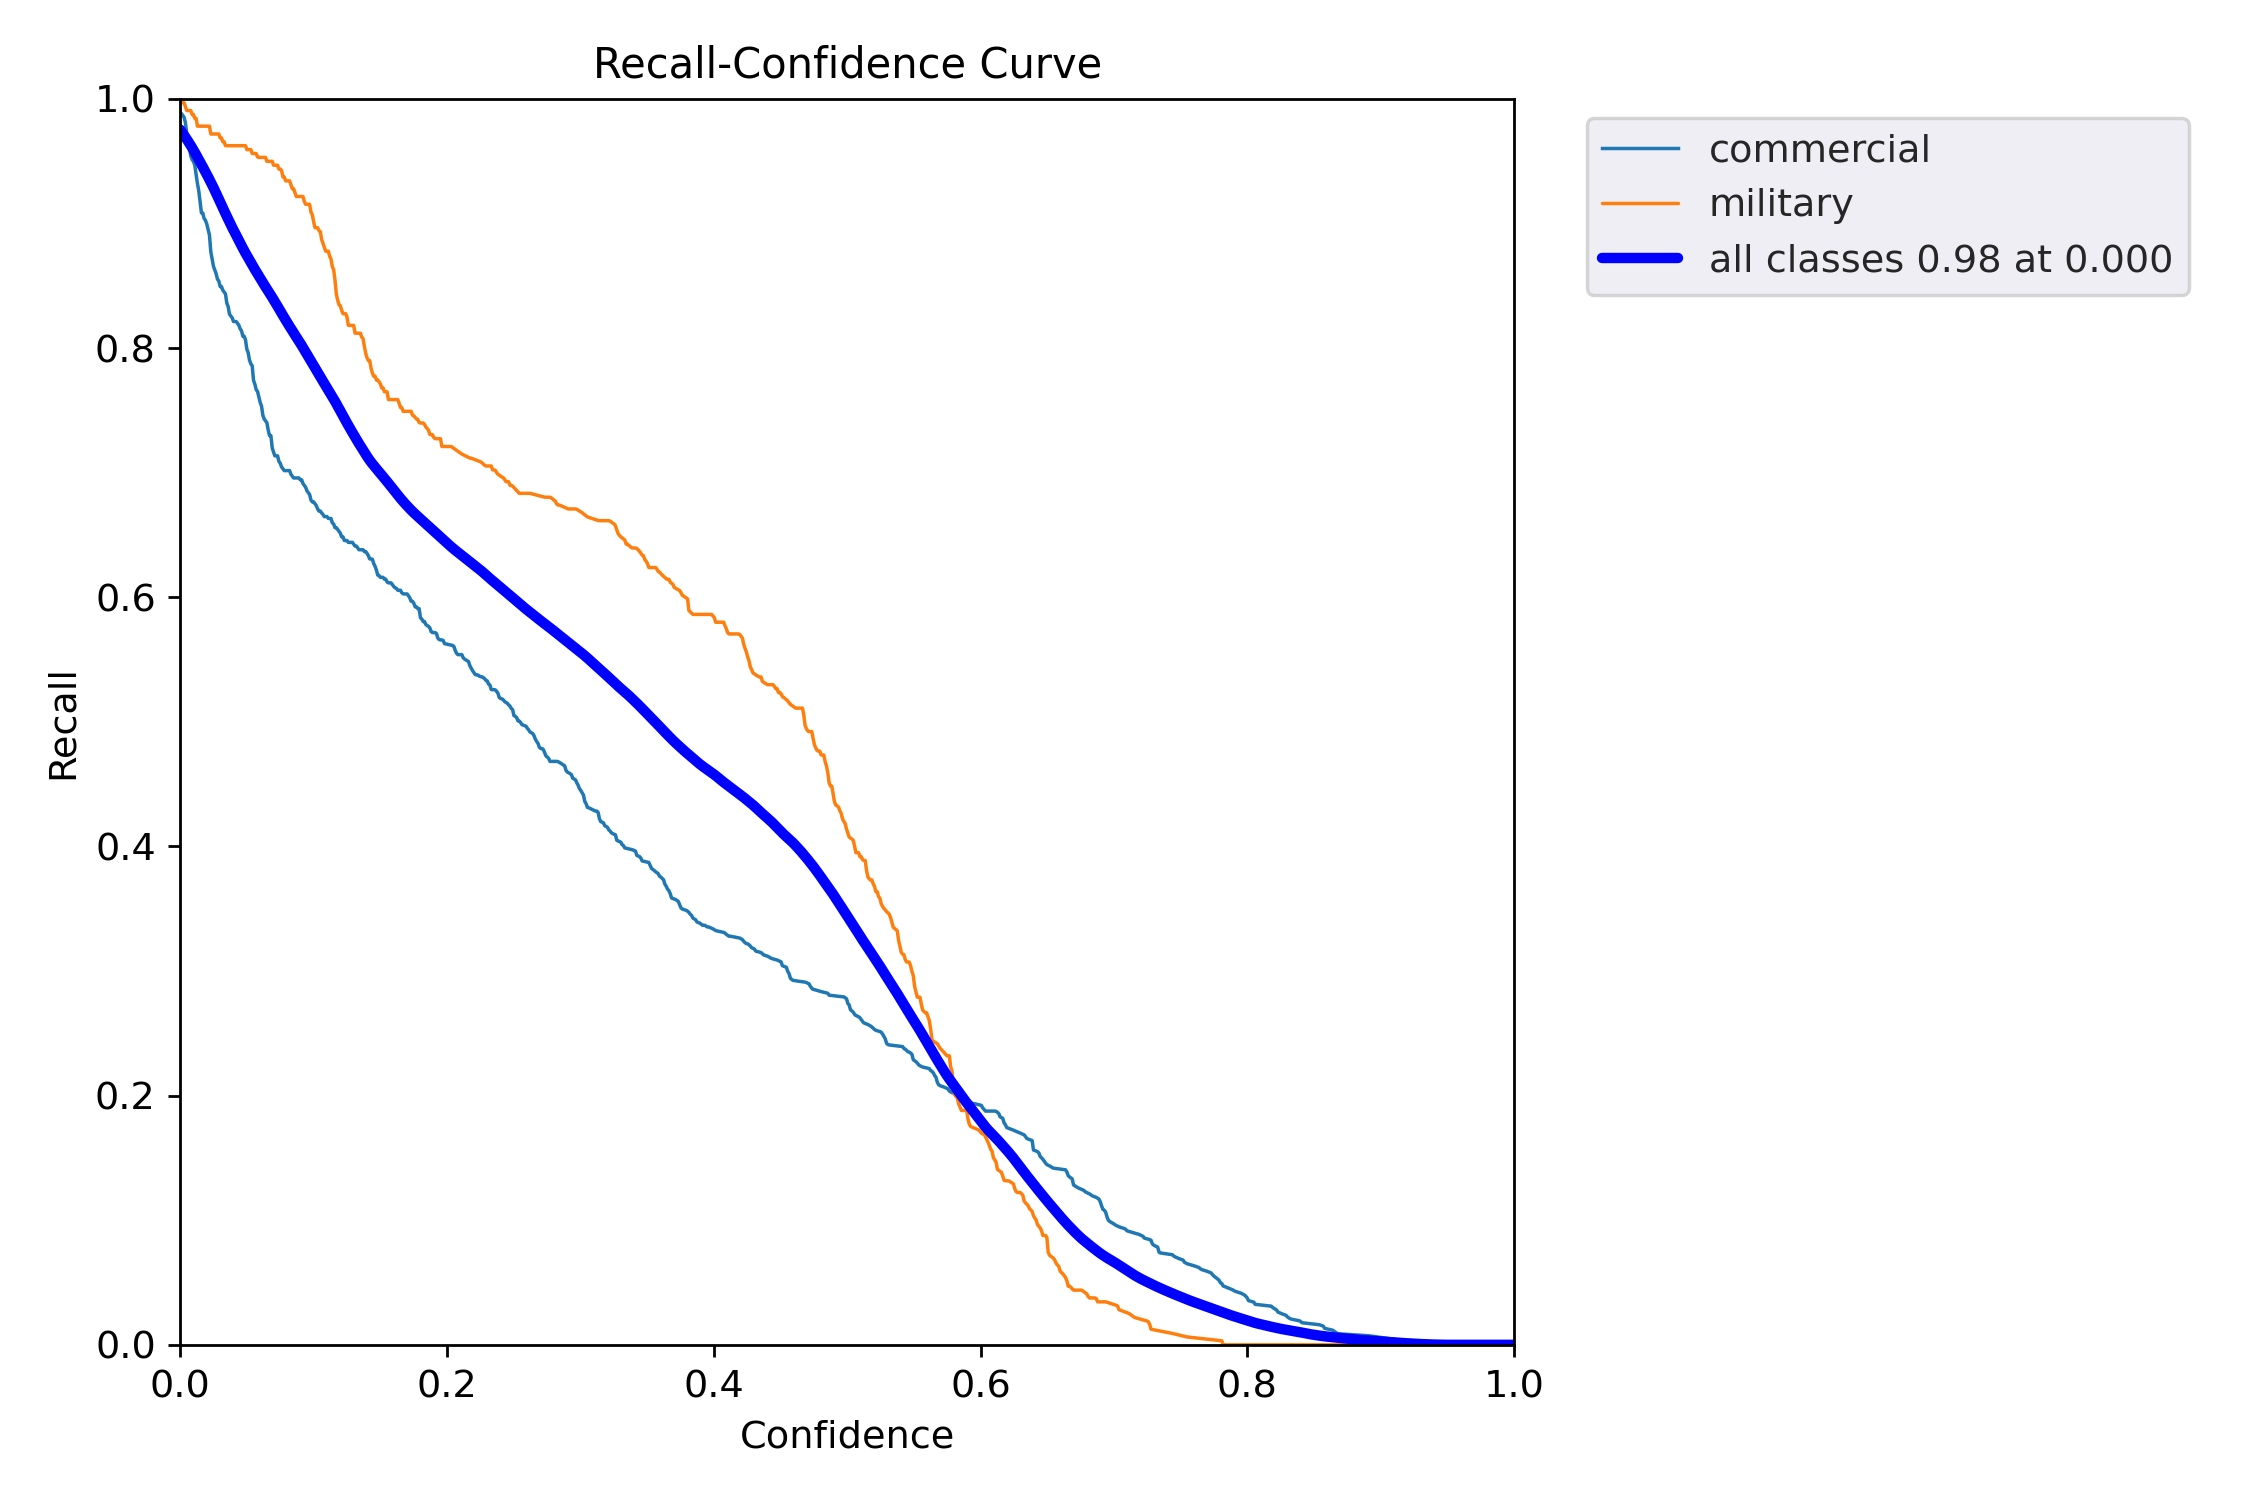 Recall-Confidence Curve
1.0
0.8
0.6
0.4
0.2
0.0
Recall
0.0 0.2 0.4 0.6 0.8 1.0
Confidence
commercial
military
all classes 0.98 at 0.000